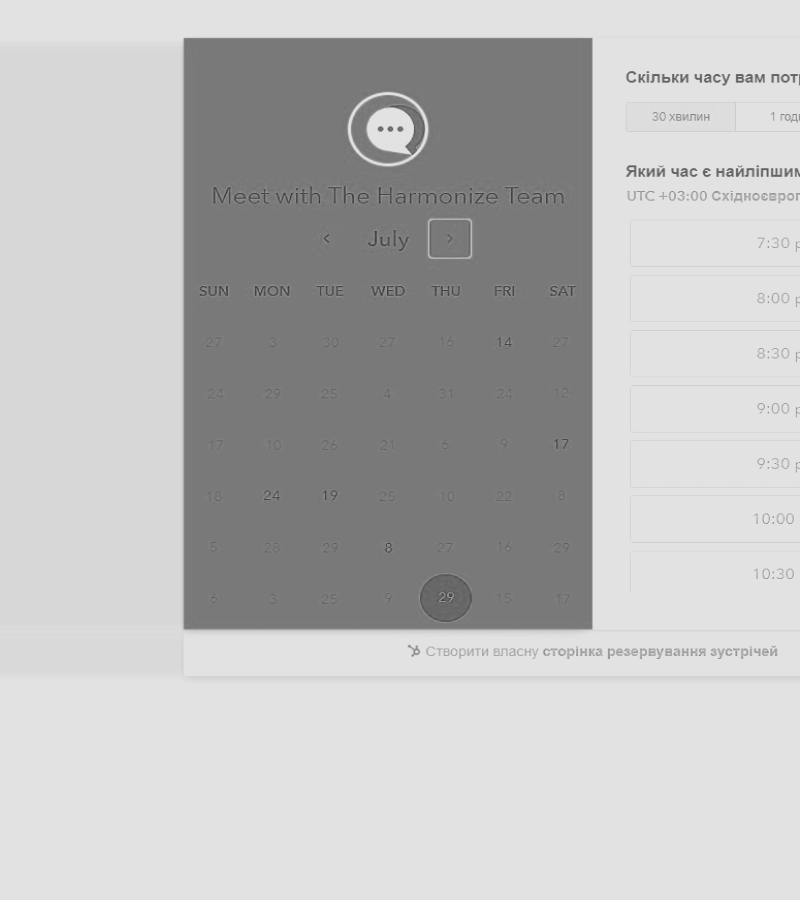 Meet with The Harmonize Team
July
SUN MON TUE WED THU FRI SAT
27 3 30 27 16 14 27
24 29 25 4 31 24 12
17 10 26 21 6 9 17
18 24 19 25 10 22 8
5 28 29 8 27 16 29
6 3 25 9 29 15 17
Скільки часу вам пот
30 хвилин 1 год
Який час є найліпшим
UTC +03:00 Східноєвроп
7:30 p
8:00 p
8:30 p
9:00 p
9:30 p
10:00
10:30
Створити власну сторінка резервування зустрічей